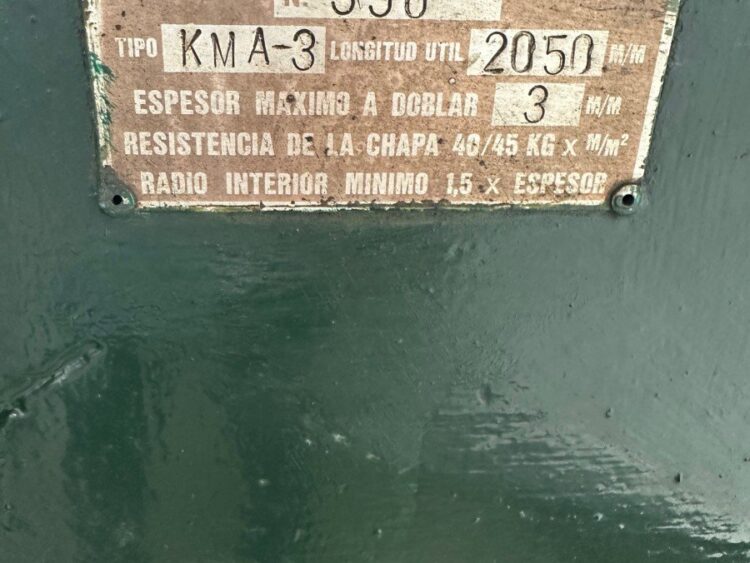 TIPO KMA-3 LONGITUD UTIL 2050 M/M
ESPESOR MAXIMO A DOBLAR 3 M/M
RESISTENCIA DE LA CHAPA 40/45 KG x M/M²
RADIO INTERIOR MINIMO 1,5 x ESPESOR